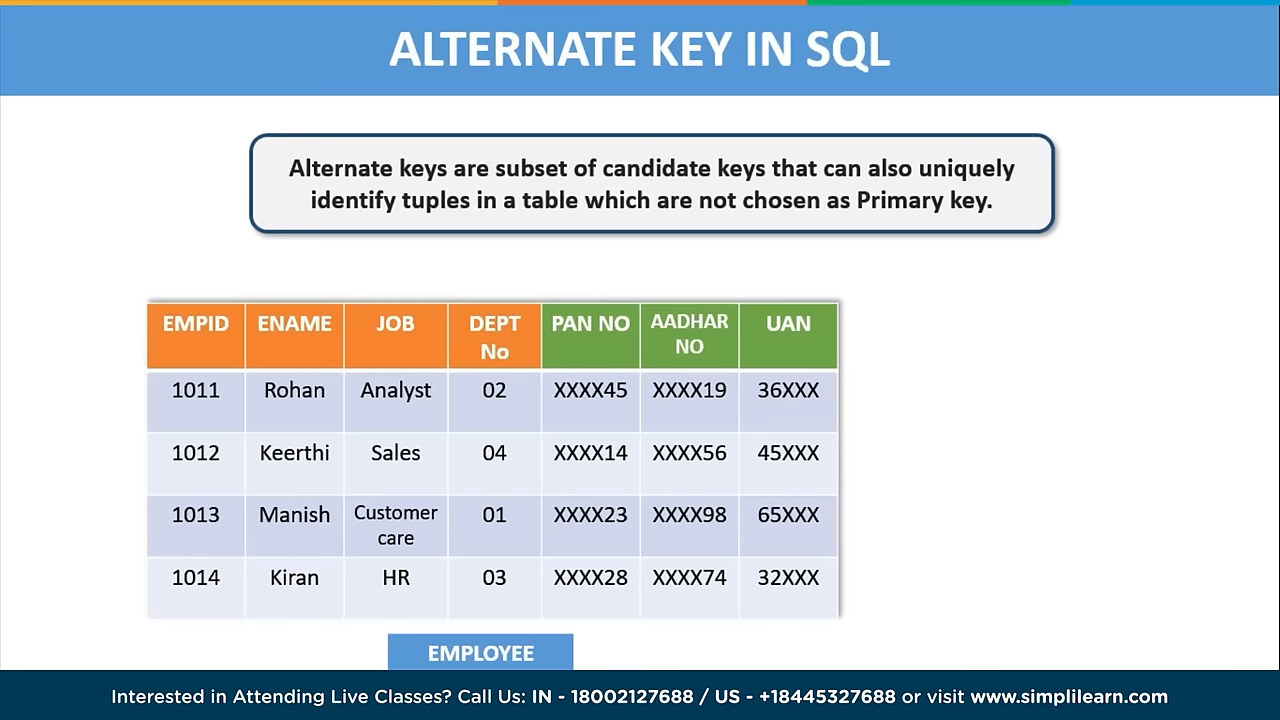 ALTERNATE KEY IN SQL
Alternate keys are subset of candidate keys that can also uniquely
identify tuples in a table which are not chosen as Primary key.
EMPID ENAME JOB DEPT No PAN NO AADHAR NO UAN
1011 Rohan Analyst 02 XXXX45 XXXX19 36XXX
1012 Keerthi Sales 04 XXXX14 XXXX56 45XXX
1013 Manish Customer care 01 XXXX23 XXXX98 65XXX
1014 Kiran HR 03 XXXX28 XXXX74 32XXX
EMPLOYEE
Interested in Attending Live Classes? Call Us: IN - 18002127688 / US - +18445327688 or visit www.simplilearn.com